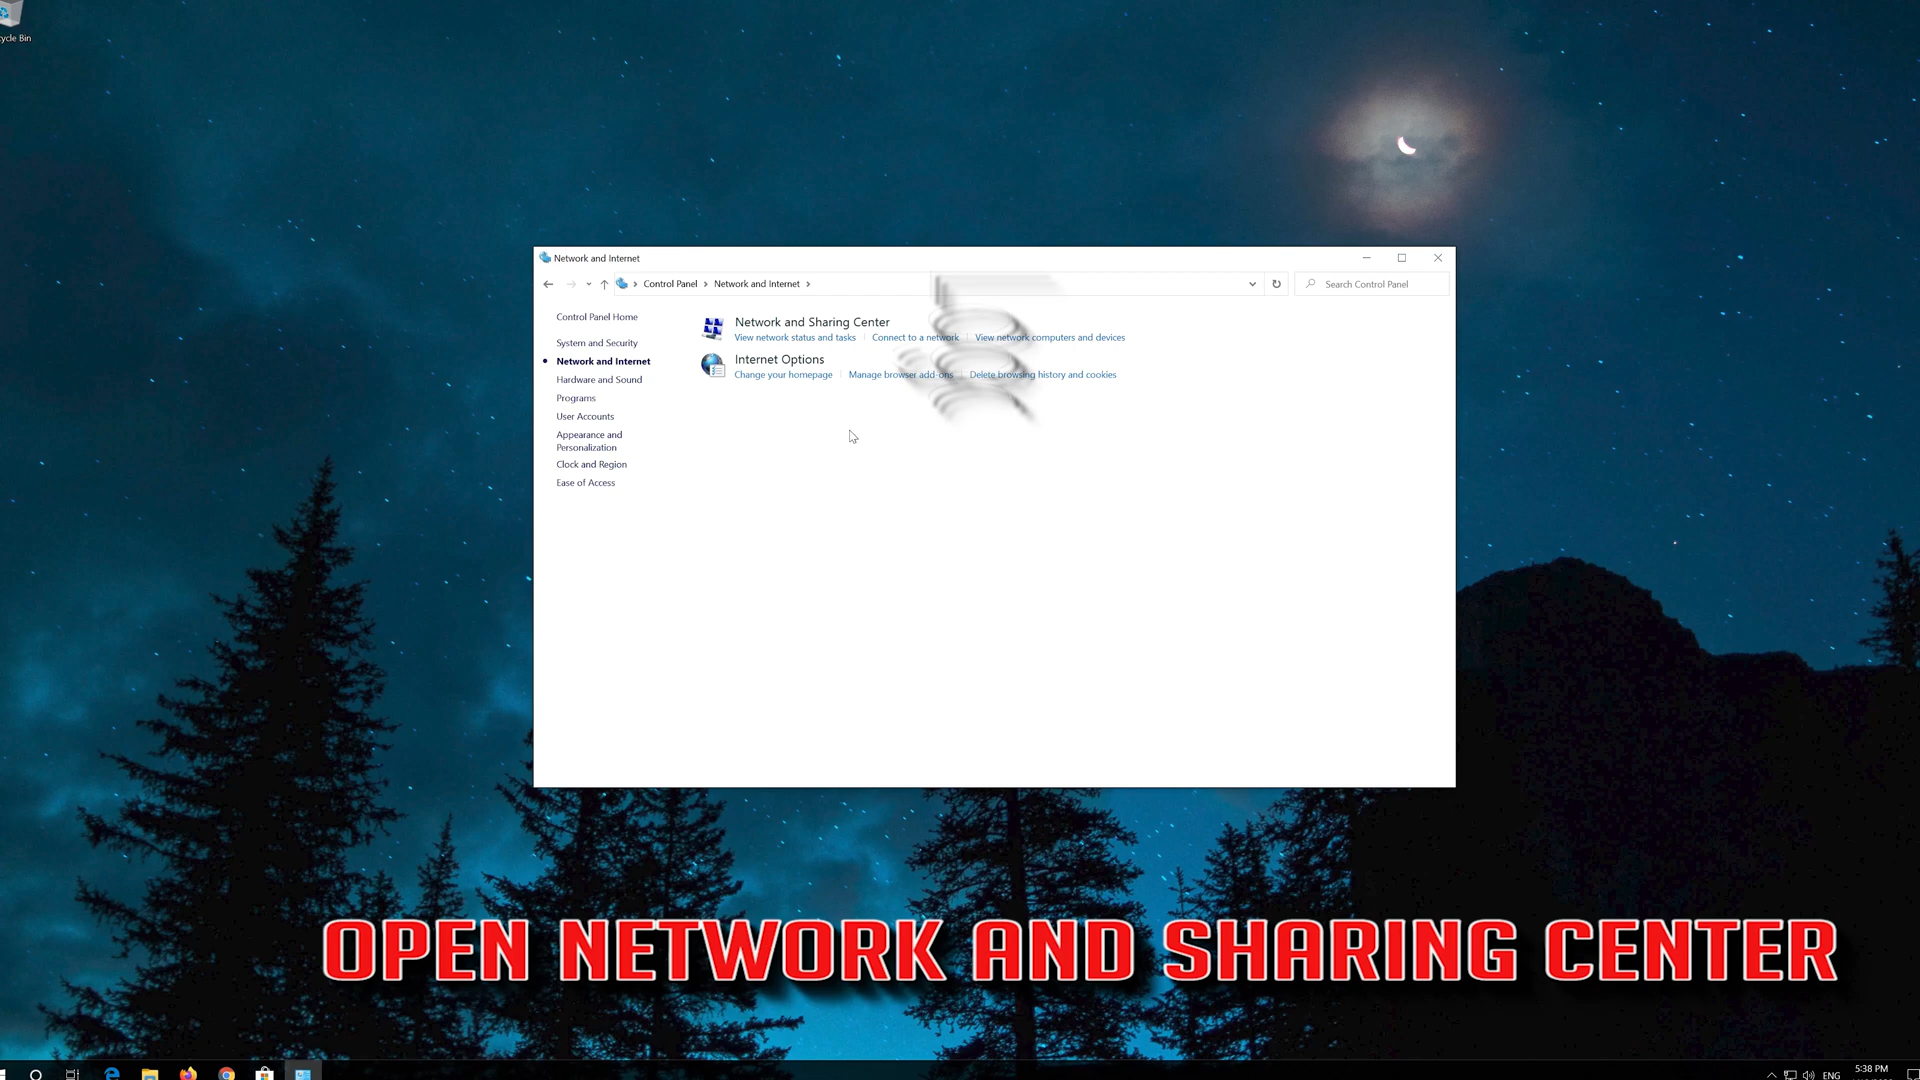 cycle Bin
Network and Internet
Control Panel > Network and Internet >
Search Control Panel
Control Panel Home
System and Security
Network and Internet
Hardware and Sound
Programs
User Accounts
Appearance and
Personalization
Clock and Region
Ease of Access
Network and Sharing Center
View network status and tasks
Connect to a network
View network computers and devices
Internet Options
Change your homepage
Manage browser add-ons
Delete browsing history and cookies
OPEN NETWORK AND SHARING CENTER
ENG
5:38 PM